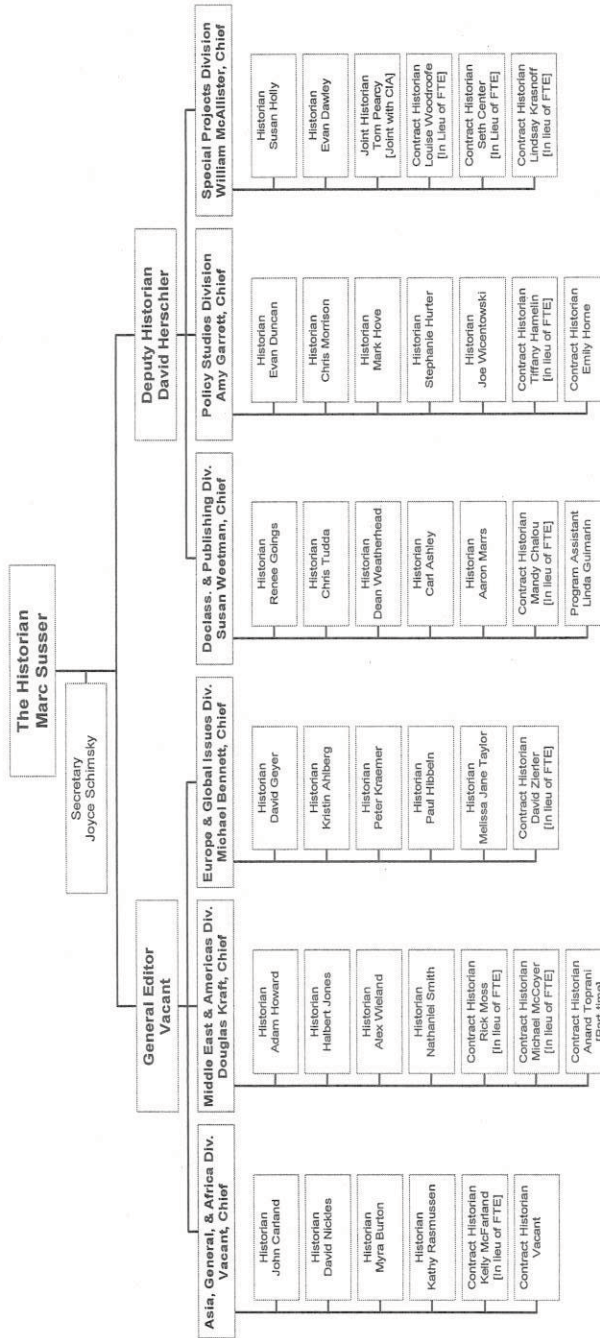 The Historian
Marc Susser
Secretary
Joyce Schimsky
General Editor
Vacant
Deputy Historian
David Herschler
Asia, General, & Africa Div.
Vacant, Chief
Historian
John Carland
Historian
David Nickles
Historian
Myra Burton
Historian
Kathy Rasmussen
Contract Historian
Kelly McFarland
[In lieu of FTE]
Contract Historian
Vacant
Middle East & Americas Div.
Douglas Kraft, Chief
Historian
Adam Howard
Historian
Halbert Jones
Historian
Alex Wieland
Historian
Nathaniel Smith
Contract Historian
Rick Moss
[In lieu of FTE]
Contract Historian
Michael McCoyer
[In lieu of FTE]
Contract Historian
Anand Toprani
[Part-time]
Europe & Global Issues Div.
Michael Bennett, Chief
Historian
David Geyer
Historian
Kristin Ahlberg
Historian
Peter Kraemer
Historian
Paul Hibbeln
Historian
Melissa Jane Taylor
Contract Historian
David Zierler
[In lieu of FTE]
Declass. & Publishing Div.
Susan Weetman, Chief
Historian
Renee Goings
Historian
Chris Tudda
Historian
Dean Weatherhead
Historian
Carl Ashley
Historian
Aaron Marrs
Contract Historian
Mandy Chalou
[In lieu of FTE]
Program Assistant
Linda Guimarin
Policy Studies Division
Amy Garrett, Chief
Historian
Evan Duncan
Historian
Chris Morrison
Historian
Mark Hove
Historian
Stephanie Hurter
Historian
Joe Wicentowski
Contract Historian
Tiffany Hamelin
[In lieu of FTE]
Contract Historian
Emily Horne
Special Projects Division
William McAllister, Chief
Historian
Susan Holly
Historian
Evan Dawley
Joint Historian
Tom Pearcy
[Joint with CIA]
Contract Historian
Louise Woodroofe
[In Lieu of FTE]
Contract Historian
Seth Center
[In Lieu of FTE]
Contract Historian
Lindsay Krasnoff
[In lieu of FTE]